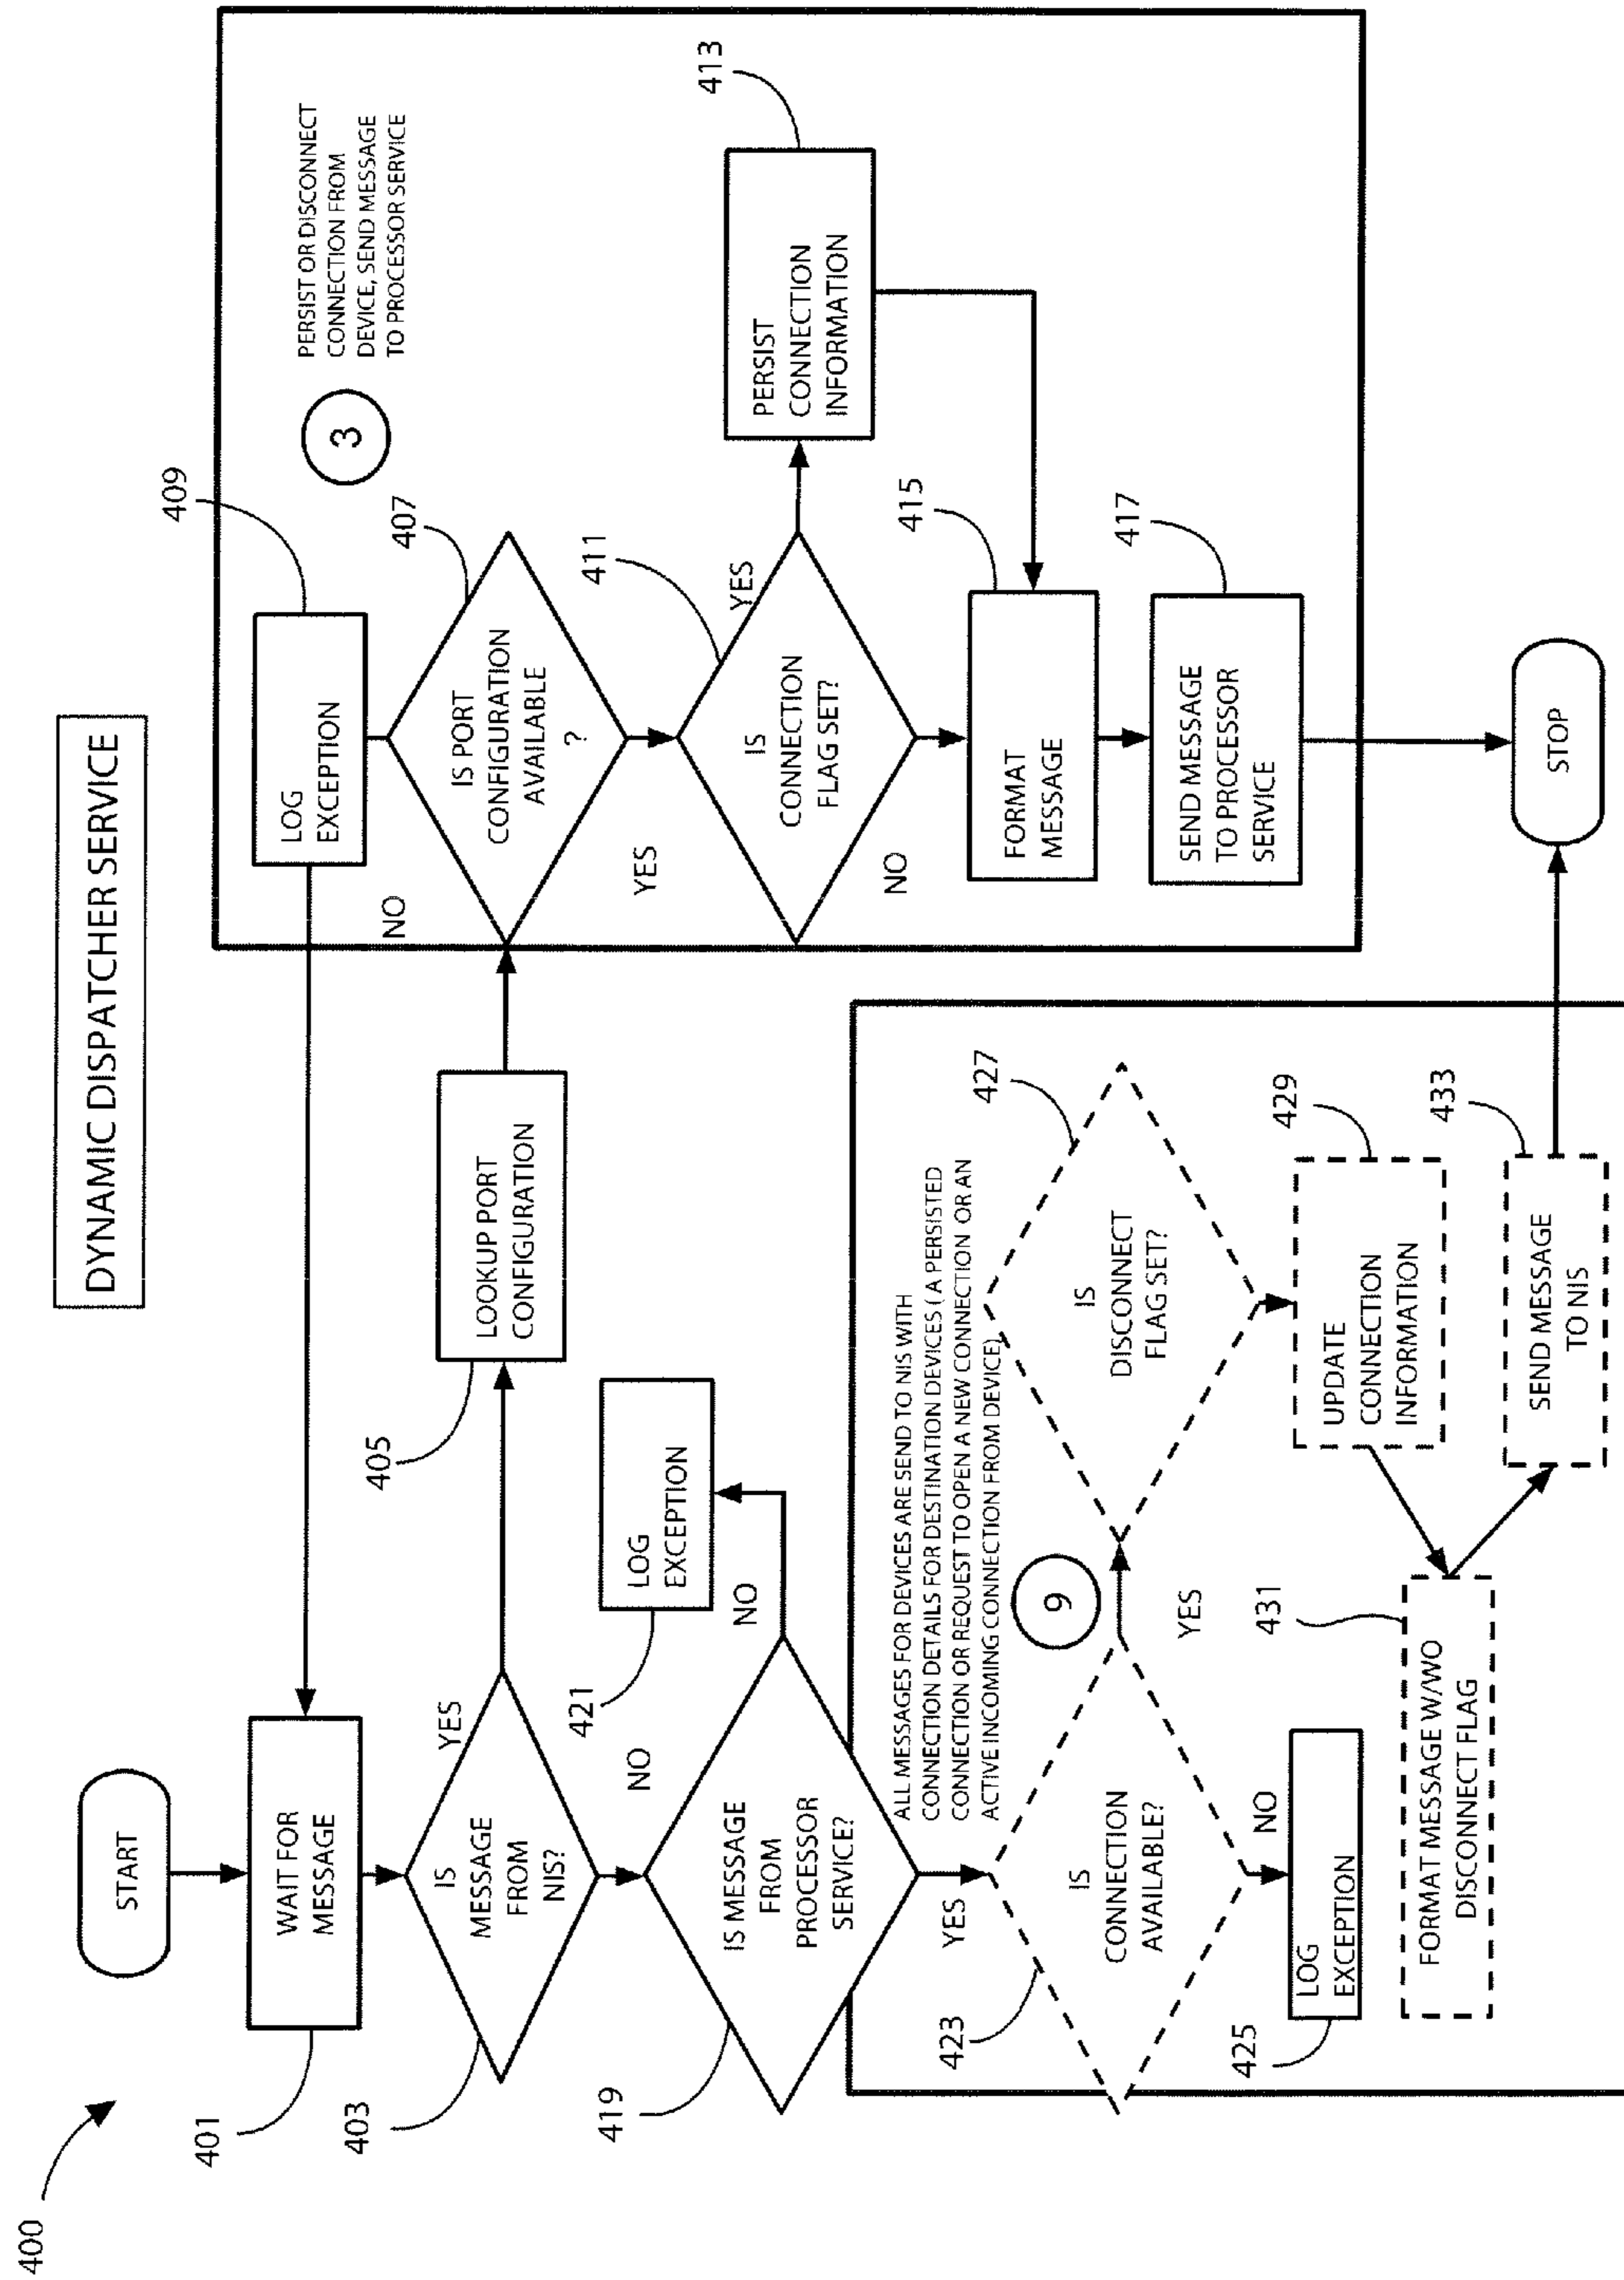 400
DYNAMIC DISPATCHER SERVICE
START
401
WAIT FOR
MESSAGE
403
IS
MESSAGE
FROM
NIS?
YES
NO
405
LOOKUP PORT
CONFIGURATION
409
LOG
EXCEPTION
NO
407
IS PORT
CONFIGURATION
AVAILABLE
?
YES
3
PERSIST OR DISCONNECT
CONNECTION FROM
DEVICE, SEND MESSAGE
TO PROCESSOR SERVICE
411
IS
CONNECTION
FLAG SET?
YES
NO
413
PERSIST
CONNECTION
INFORMATION
415
FORMAT
MESSAGE
417
SEND MESSAGE
TO PROCESSOR
SERVICE
STOP
419
IS MESSAGE
FROM
PROCESSOR
SERVICE?
NO
421
LOG
EXCEPTION
YES
ALL MESSAGES FOR DEVICES ARE SEND TO NIS WITH
CONNECTION DETAILS FOR DESTINATION DEVICES ( A PERSISTED
CONNECTION OR REQUEST TO OPEN A NEW CONNECTION OR AN
ACTIVE INCOMING CONNECTION FROM DEVICE)
423
IS
CONNECTION
AVAILABLE?
9
YES
NO
425
LOG
EXCEPTION
427
IS
DISCONNECT
FLAG SET?
429
UPDATE
CONNECTION
INFORMATION
431
FORMAT MESSAGE W/WO
DISCONNECT FLAG
433
SEND MESSAGE
TO NIS